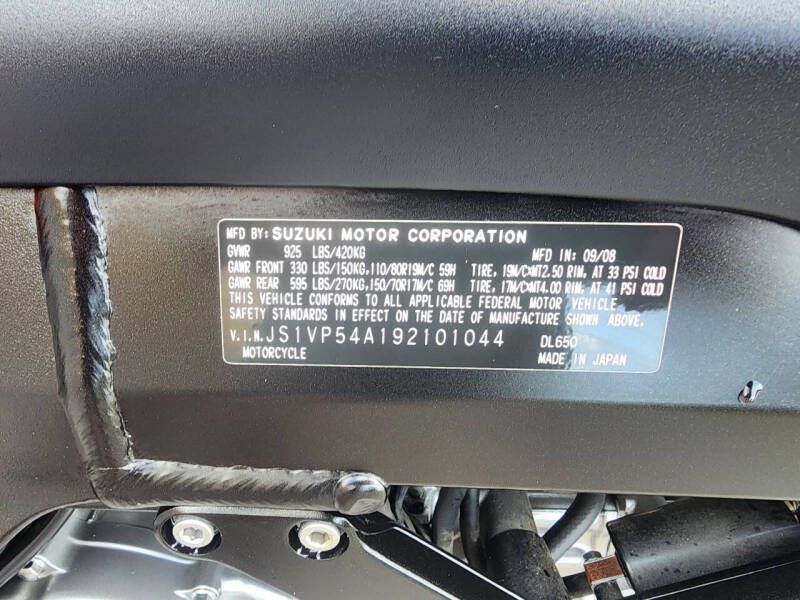 MFD BY: SUZUKI MOTOR CORPORATION
GVWR 925 LBS/420KG MFD IN: 09/08
GAWR FRONT 330 LBS/150KG,110/80R19M/C 59H TIRE, 19M/C×MT2.50 RIM, AT 33 PSI COLD
GAWR REAR 595 LBS/270KG,150/70R17M/C 69H TIRE, 17M/C×MT4.00 RIM, AT 41 PSI COLD
THIS VEHICLE CONFORMS TO ALL APPLICABLE FEDERAL MOTOR VEHICLE
SAFETY STANDARDS IN EFFECT ON THE DATE OF MANUFACTURE SHOWN ABOVE.
V.I.N. JS1VP54A192101044 DL650
MOTORCYCLE MADE IN JAPAN